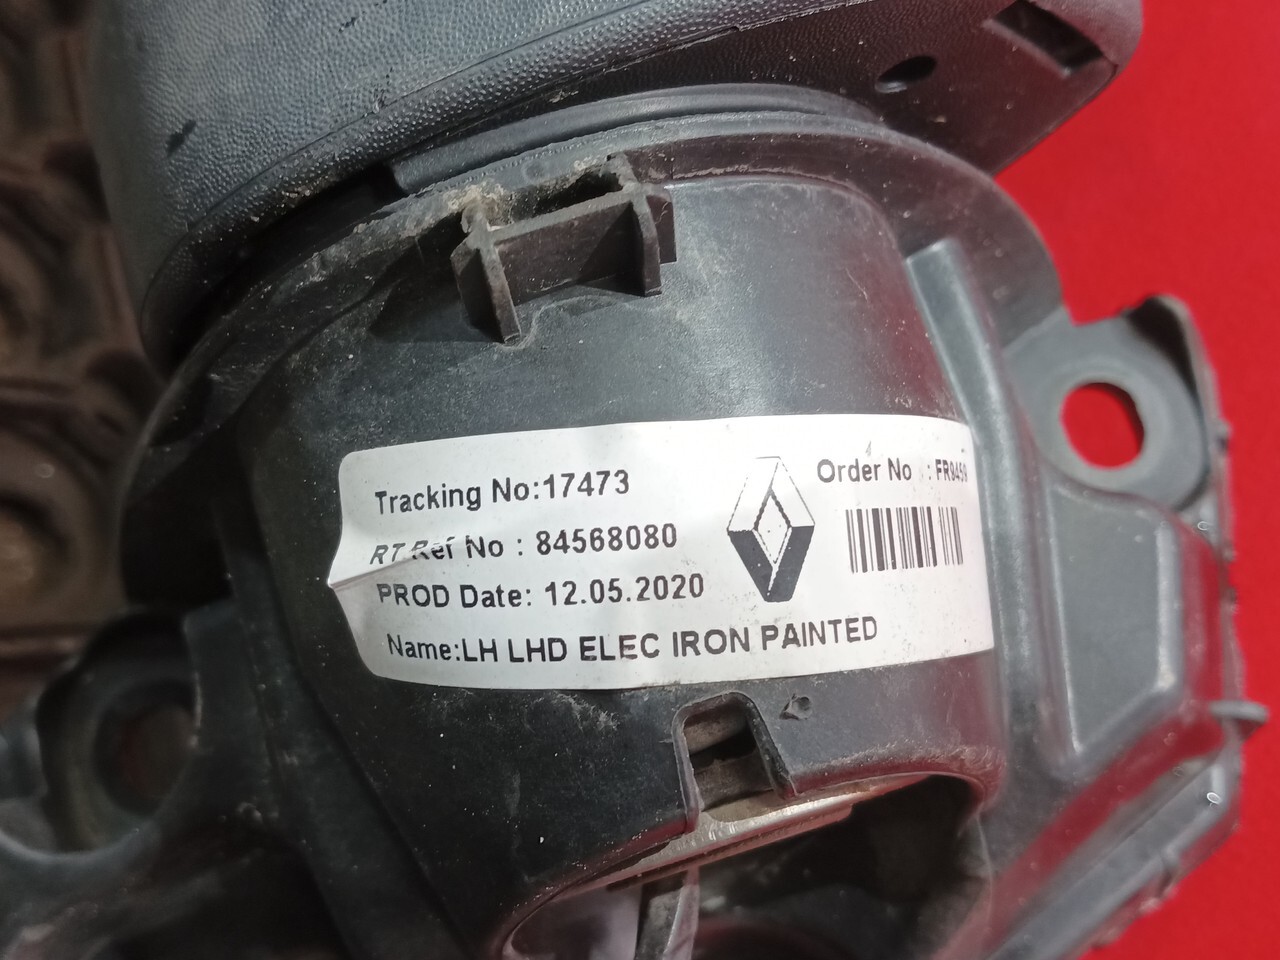 Tracking No:17473
Order No : FR9459
RT Ref No : 84568080
PROD Date: 12.05.2020
Name:LH LHD ELEC IRON PAINTED